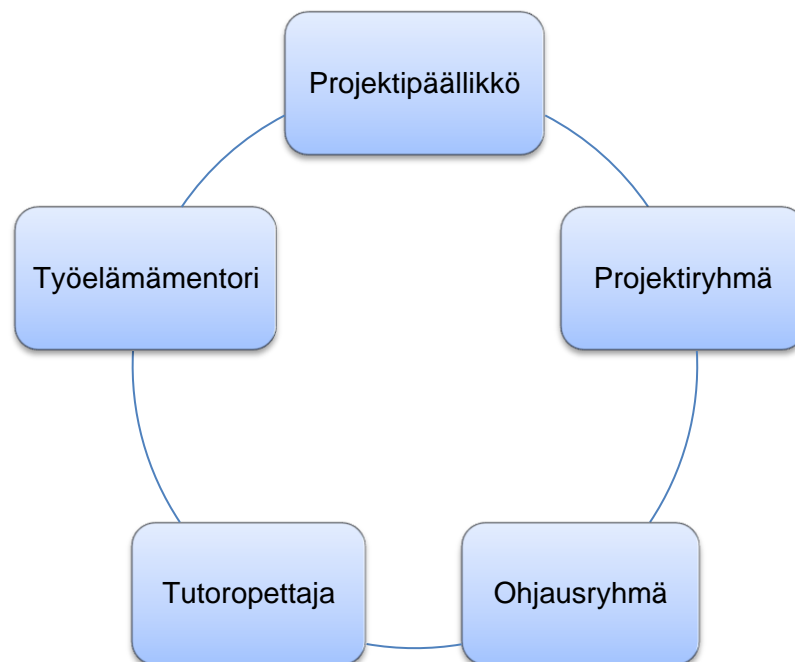 Projektipäällikkö
Työelämämentori
Projektiryhmä
Tutoropettaja
Ohjausryhmä